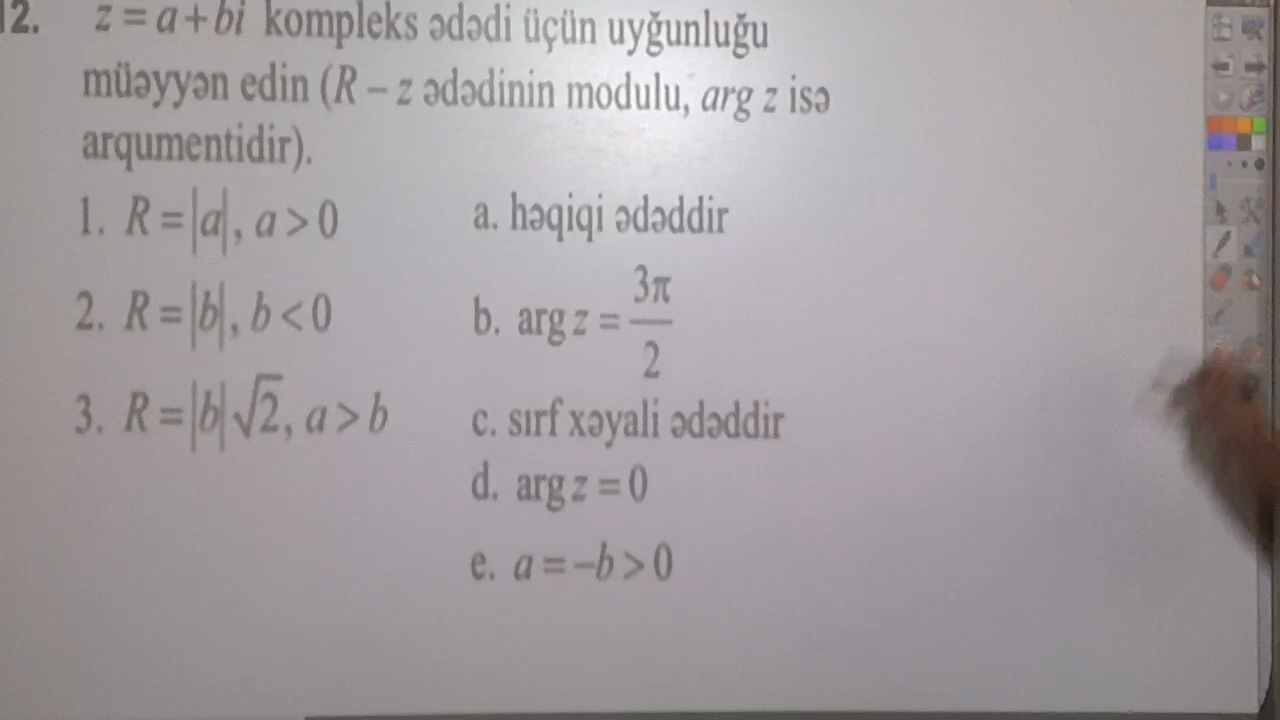 12. z = a + bi kompleks ədədi üçün uyğunluğu
müəyyən edin (R – z ədədinin modulu, arg z isə
arqumentidir).
1. R = |a|, a > 0
a. həqiqi ədəddir
2. R = |b|, b < 0
b. arg z = 3π/2
3. R = |b|√2, a > b
c. sırf xəyali ədəddir
d. arg z = 0
e. a = –b > 0